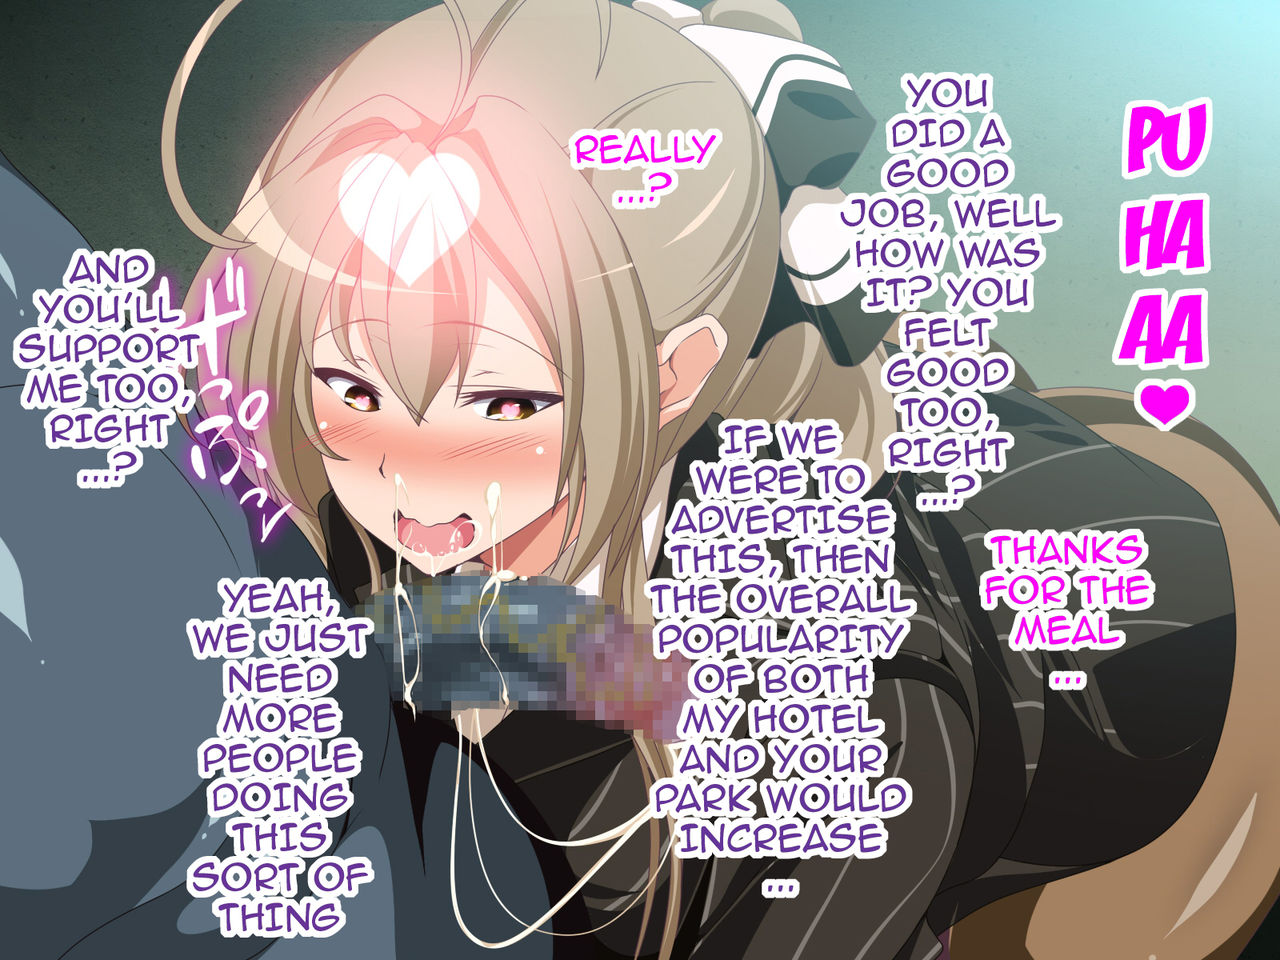 PU
HA
AA♥
YOU
DID A
GOOD
JOB, WELL
HOW WAS
IT? YOU
FELT
GOOD
TOO,
RIGHT
...?
THANKS
FOR THE
MEAL
...
REALLY
...?
IF WE
WERE TO
ADVERTISE
THIS, THEN
THE OVERALL
POPULARITY
OF BOTH
MY HOTEL
AND YOUR
PARK WOULD
INCREASE
...
AND
YOU'LL
SUPPORT
ME TOO,
RIGHT
...?
YEAH,
WE JUST
NEED
MORE
PEOPLE
DOING
THIS
SORT OF
THING